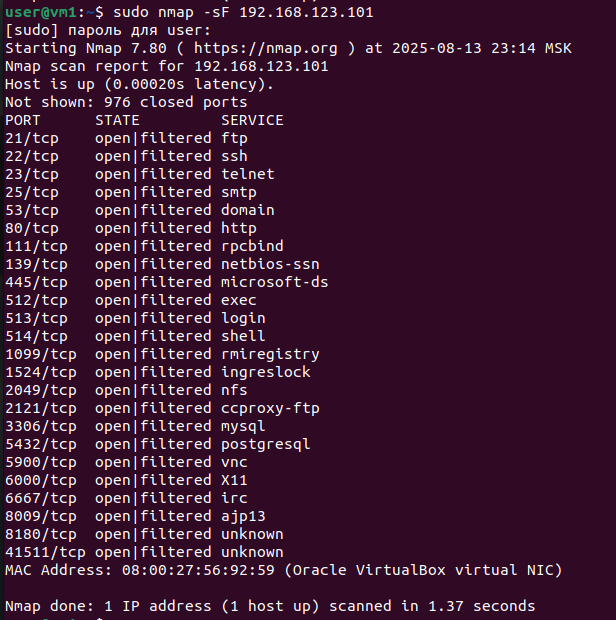 user@vm1:~$ sudo nmap -sF 192.168.123.101
[sudo] пароль для user:
Starting Nmap 7.80 ( https://nmap.org ) at 2025-08-13 23:14 MSK
Nmap scan report for 192.168.123.101
Host is up (0.00020s latency).
Not shown: 976 closed ports
PORT      STATE         SERVICE
21/tcp    open|filtered ftp
22/tcp    open|filtered ssh
23/tcp    open|filtered telnet
25/tcp    open|filtered smtp
53/tcp    open|filtered domain
80/tcp    open|filtered http
111/tcp   open|filtered rpcbind
139/tcp   open|filtered netbios-ssn
445/tcp   open|filtered microsoft-ds
512/tcp   open|filtered exec
513/tcp   open|filtered login
514/tcp   open|filtered shell
1099/tcp  open|filtered rmiregistry
1524/tcp  open|filtered ingreslock
2049/tcp  open|filtered nfs
2121/tcp  open|filtered ccproxy-ftp
3306/tcp  open|filtered mysql
5432/tcp  open|filtered postgresql
5900/tcp  open|filtered vnc
6000/tcp  open|filtered X11
6667/tcp  open|filtered irc
8009/tcp  open|filtered ajp13
8180/tcp  open|filtered unknown
41511/tcp open|filtered unknown
MAC Address: 08:00:27:56:92:59 (Oracle VirtualBox virtual NIC)
Nmap done: 1 IP address (1 host up) scanned in 1.37 seconds